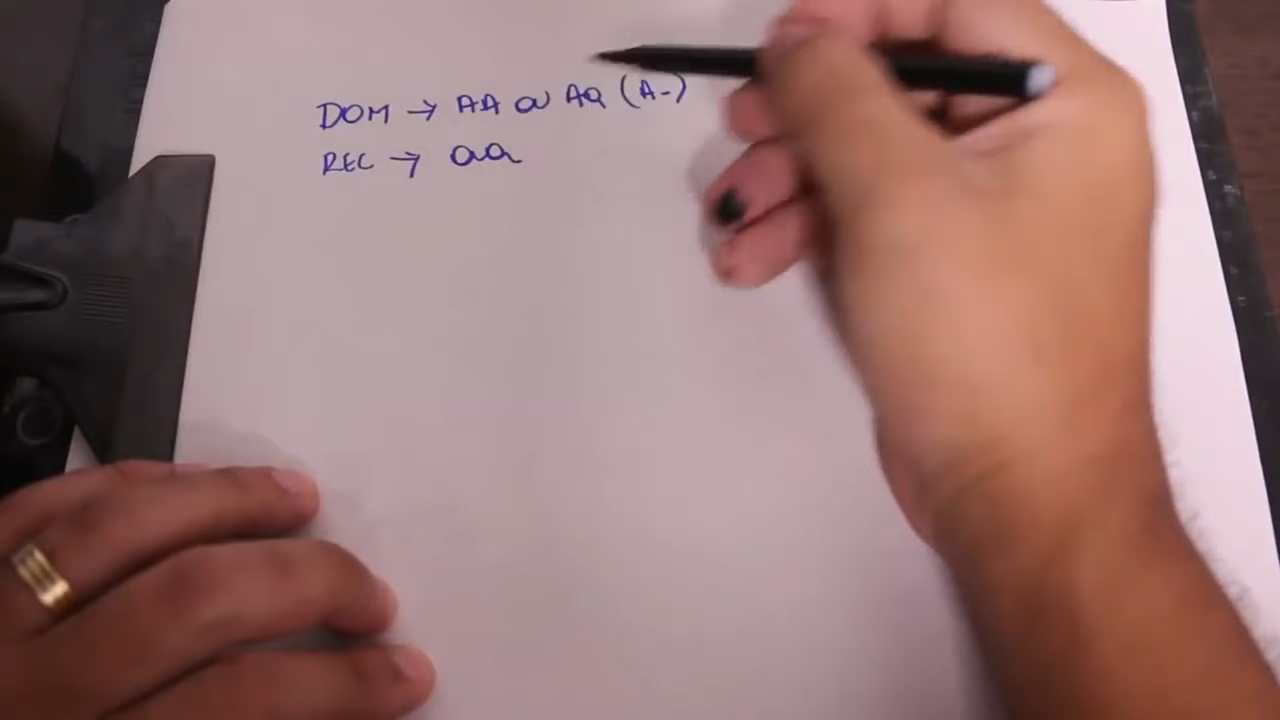 DOM → AA ou Aa (A-)
REC → aa